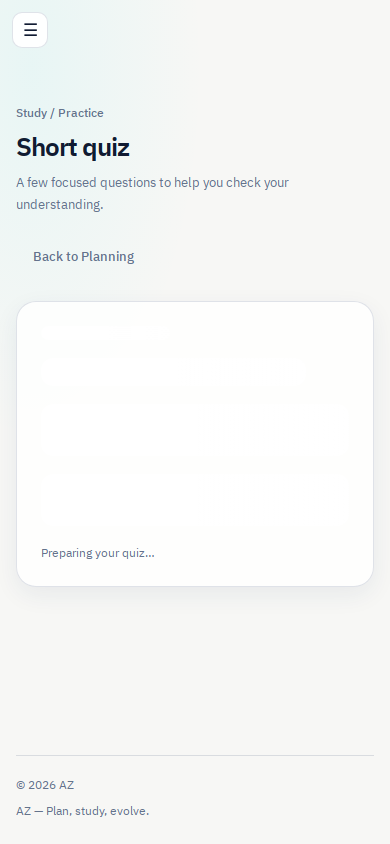 ☰
Study / Practice
Short quiz
A few focused questions to help you check your
understanding.
Back to Planning
Preparing your quiz...
© 2026 AZ
AZ — Plan, study, evolve.